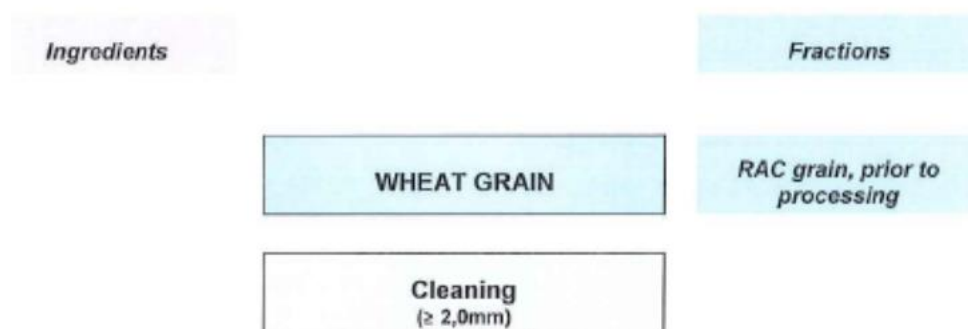 Ingredients
Fractions
WHEAT GRAIN
RAC grain, prior to
processing
Cleaning
(≥ 2,0mm)